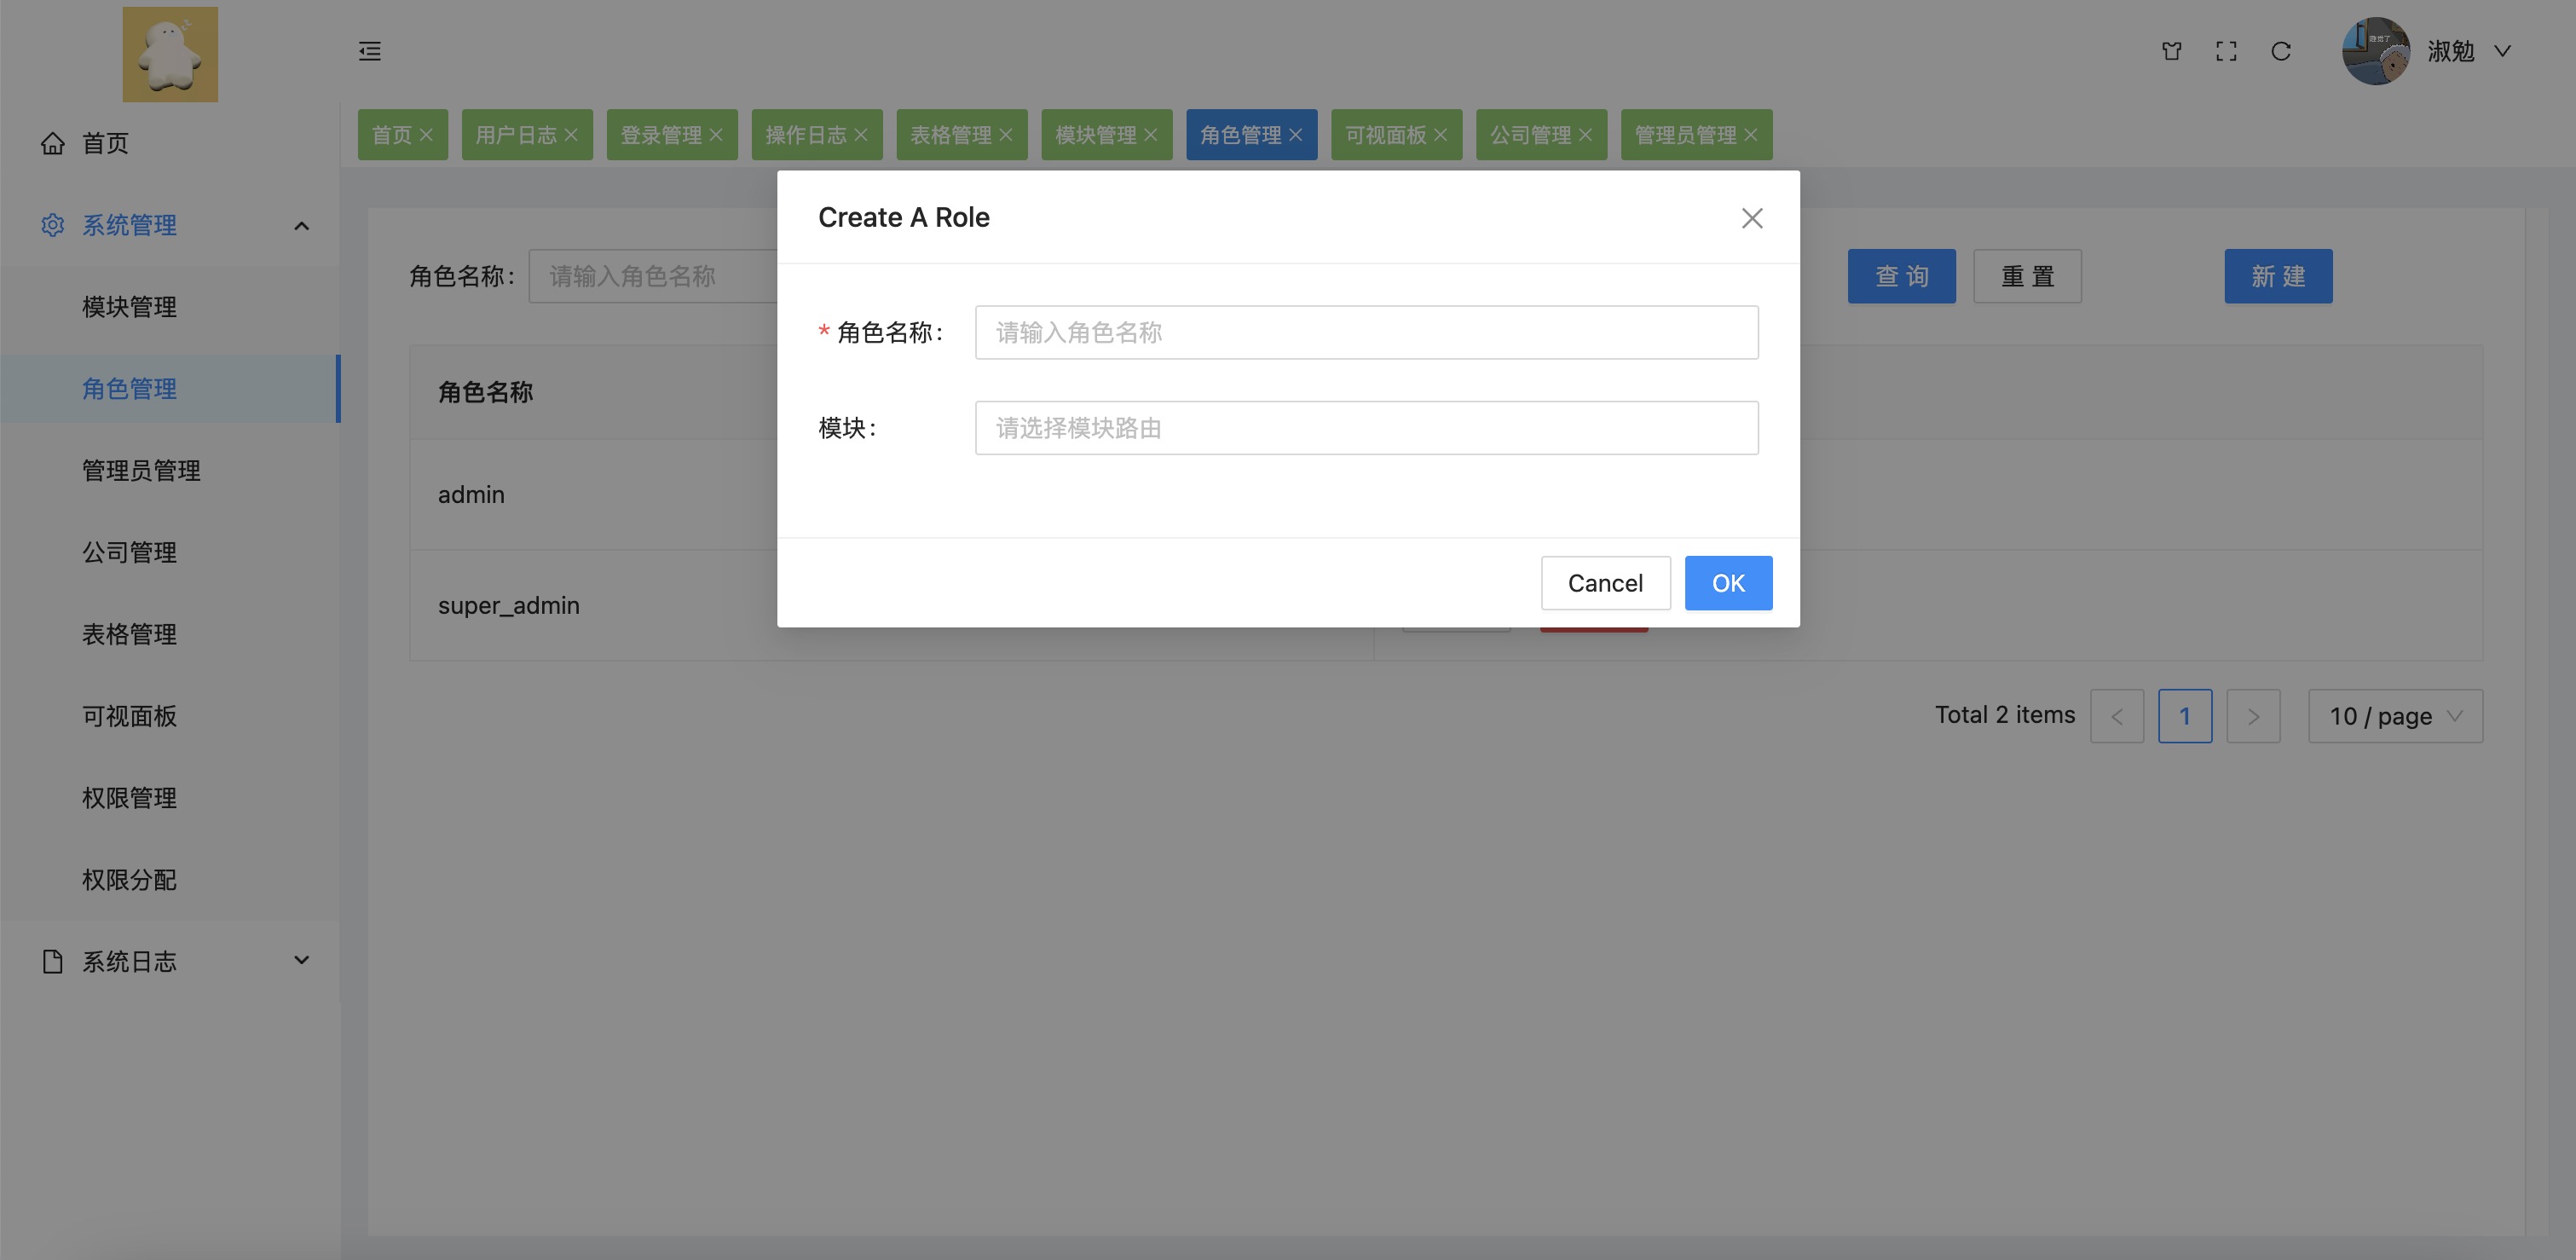 淑勉
首页
用户日志
登录管理
操作日志
表格管理
模块管理
角色管理
可视面板
公司管理
管理员管理
首页
系统管理
模块管理
角色管理
管理员管理
公司管理
表格管理
可视面板
权限管理
权限分配
系统日志
角色名称:
请输入角色名称
查 询
重 置
新 建
角色名称
admin
super_admin
Total 2 items
1
10 / page
Create A Role
* 角色名称:
请输入角色名称
模块:
请选择模块路由
Cancel
OK